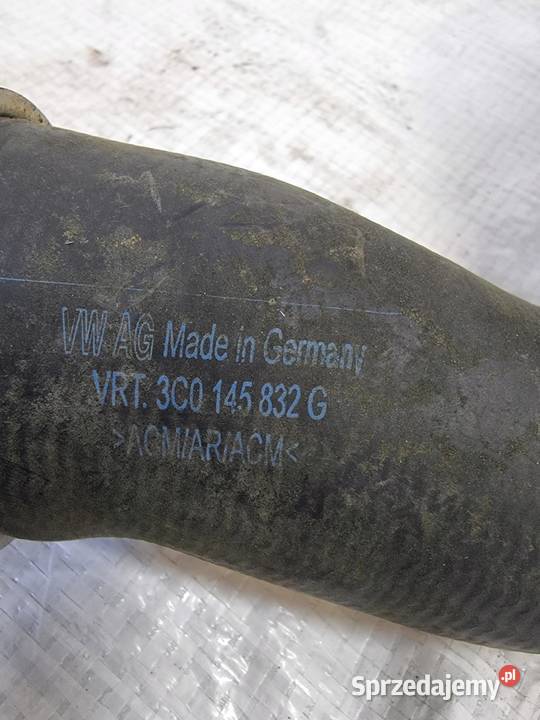 VW AG Made in Germany
VRT. 3C0 145 832 G
>ACM/AR/ACM<
Sprzedajemy.pl